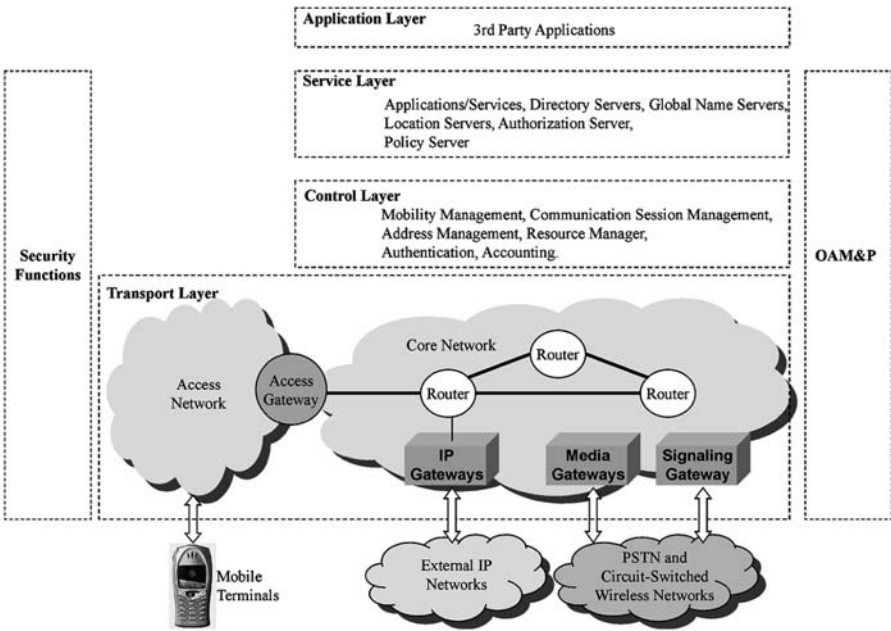 Application Layer
3rd Party Applications
Service Layer
Applications/Services, Directory Servers, Global Name Servers,
Location Servers, Authorization Server,
Policy Server
Control Layer
Mobility Management, Communication Session Management,
Address Management, Resource Manager,
Authentication, Accounting.
Security
Functions
OAM&P
Transport Layer
Core Network
Router
Access
Network
Access
Gateway
Router
Router
IP
Gateways
Media
Gateways
Signaling
Gateway
Mobile
Terminals
External IP
Networks
PSTN and
Circuit-Switched
Wireless Networks